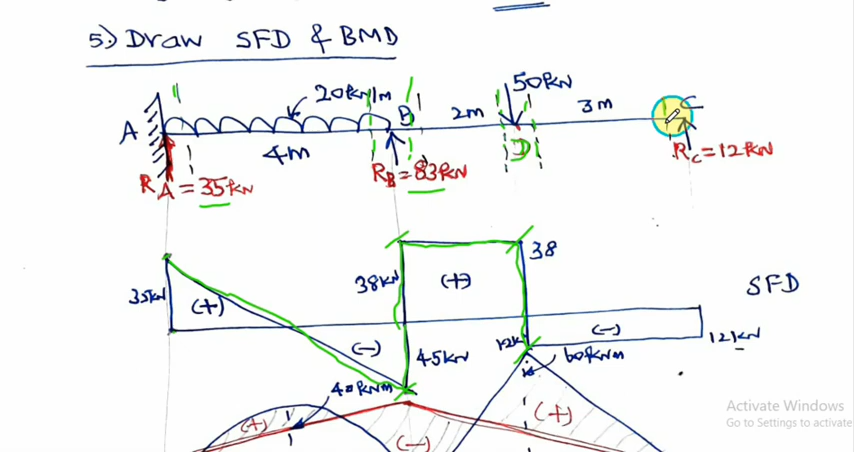 5.) Draw SFD & BMD
20kN/m
50kN
A
B
2m
3m
C
4m
D
RA = 35kN
RB = 83kN
RC = 12kN
38
35kN
(+)
38kN
(+)
SFD
(-)
45kN
12k
(-)
12kN
40kNm
60kNm
(+)
(-)
(+)
Activate Windows
Go to Settings to activate